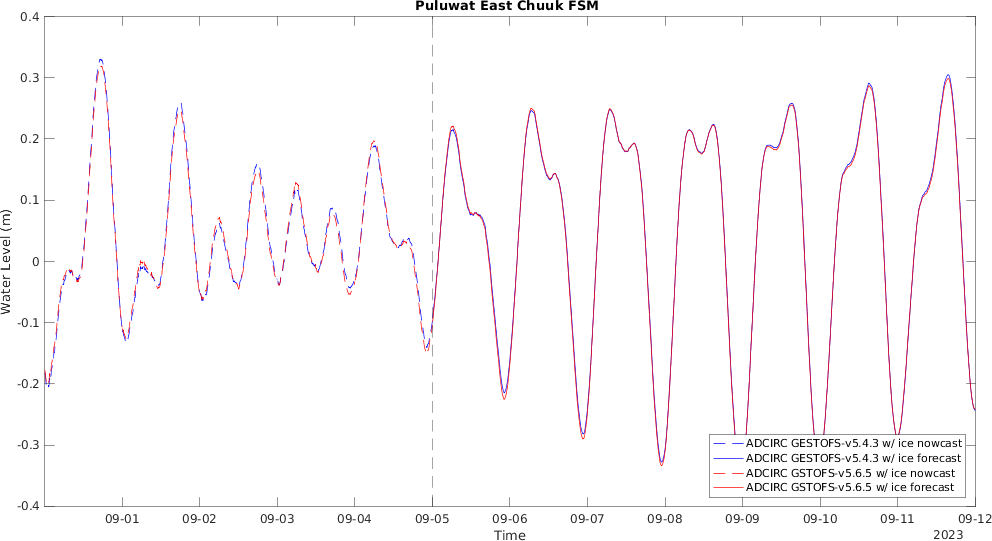 Puluwat East Chuuk FSM
0.4
0.3
0.2
0.1
0
-0.1
-0.2
-0.3
-0.4
Water Level (m)
ADCIRC GESTOFS-v5.4.3 w/ ice nowcast
ADCIRC GESTOFS-v5.4.3 w/ ice forecast
ADCIRC GSTOFS-v5.6.5 w/ ice nowcast
ADCIRC GSTOFS-v5.6.5 w/ ice forecast
09-01 09-02 09-03 09-04 09-05 09-06 09-07 09-08 09-09 09-10 09-11 09-12
Time
2023